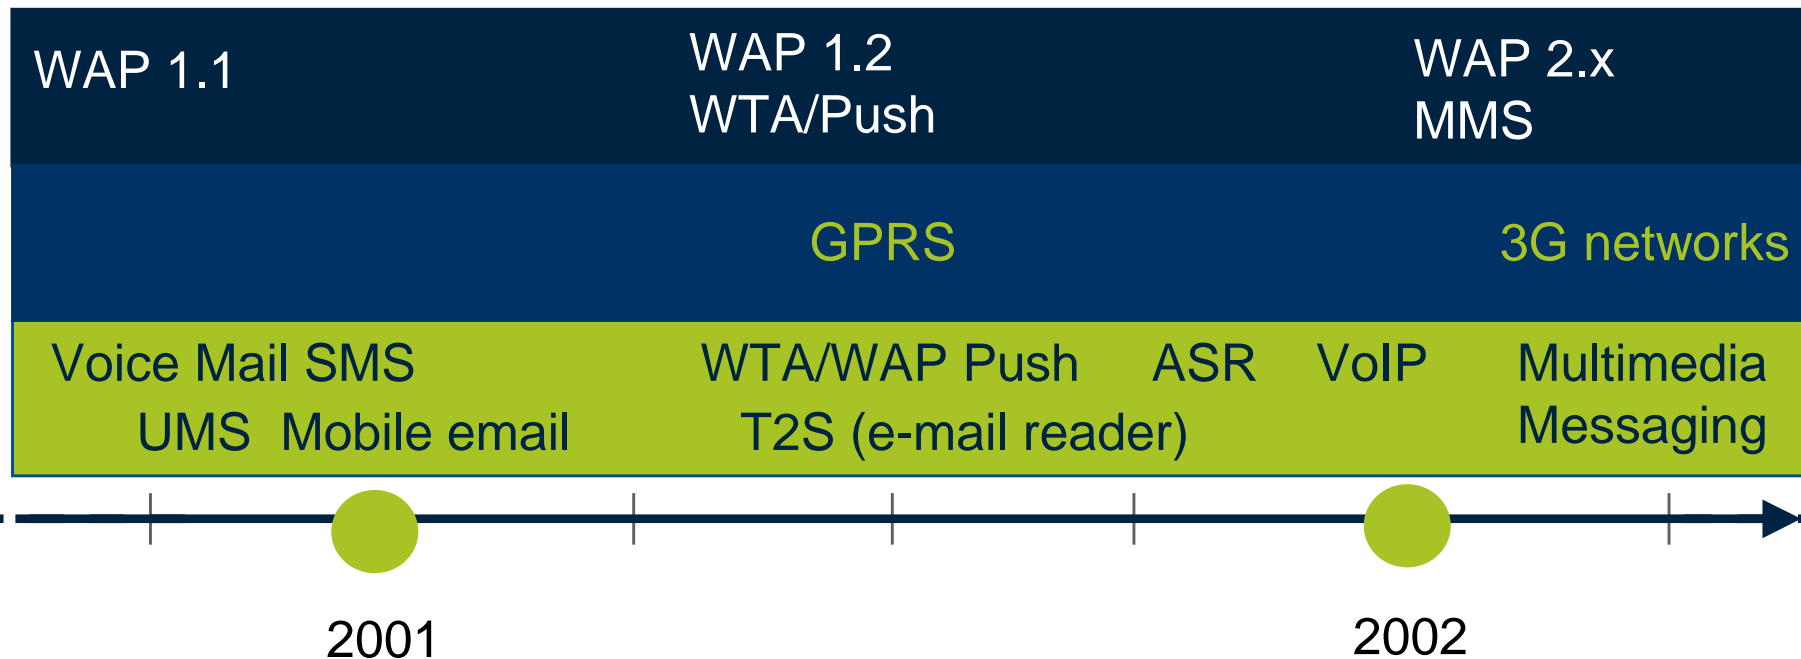 WAP 1.1
WAP 1.2
WTA/Push
WAP 2.x
MMS
GPRS
3G networks
Voice Mail SMS
UMS Mobile email
WTA/WAP Push
T2S (e-mail reader)
ASR
VoIP
Multimedia
Messaging
2001
2002